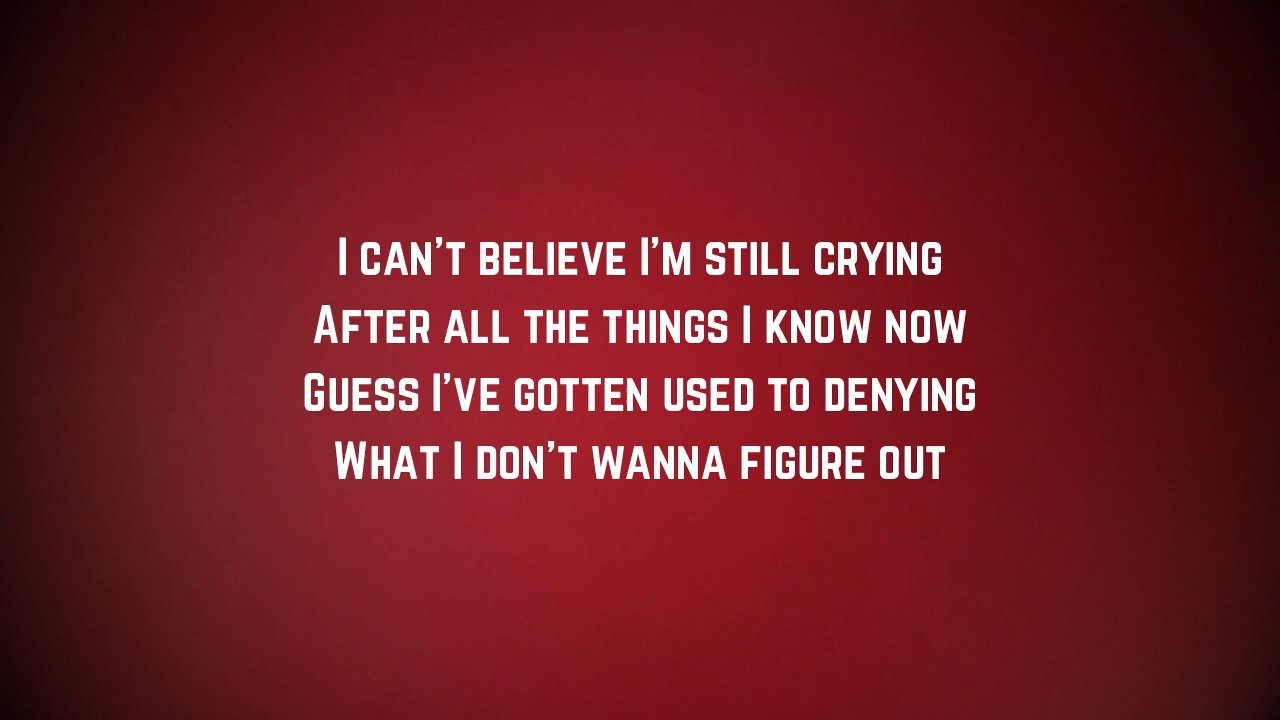 I can't believe I'm still crying
After all the things I know now
Guess I've gotten used to denying
What I don't wanna figure out